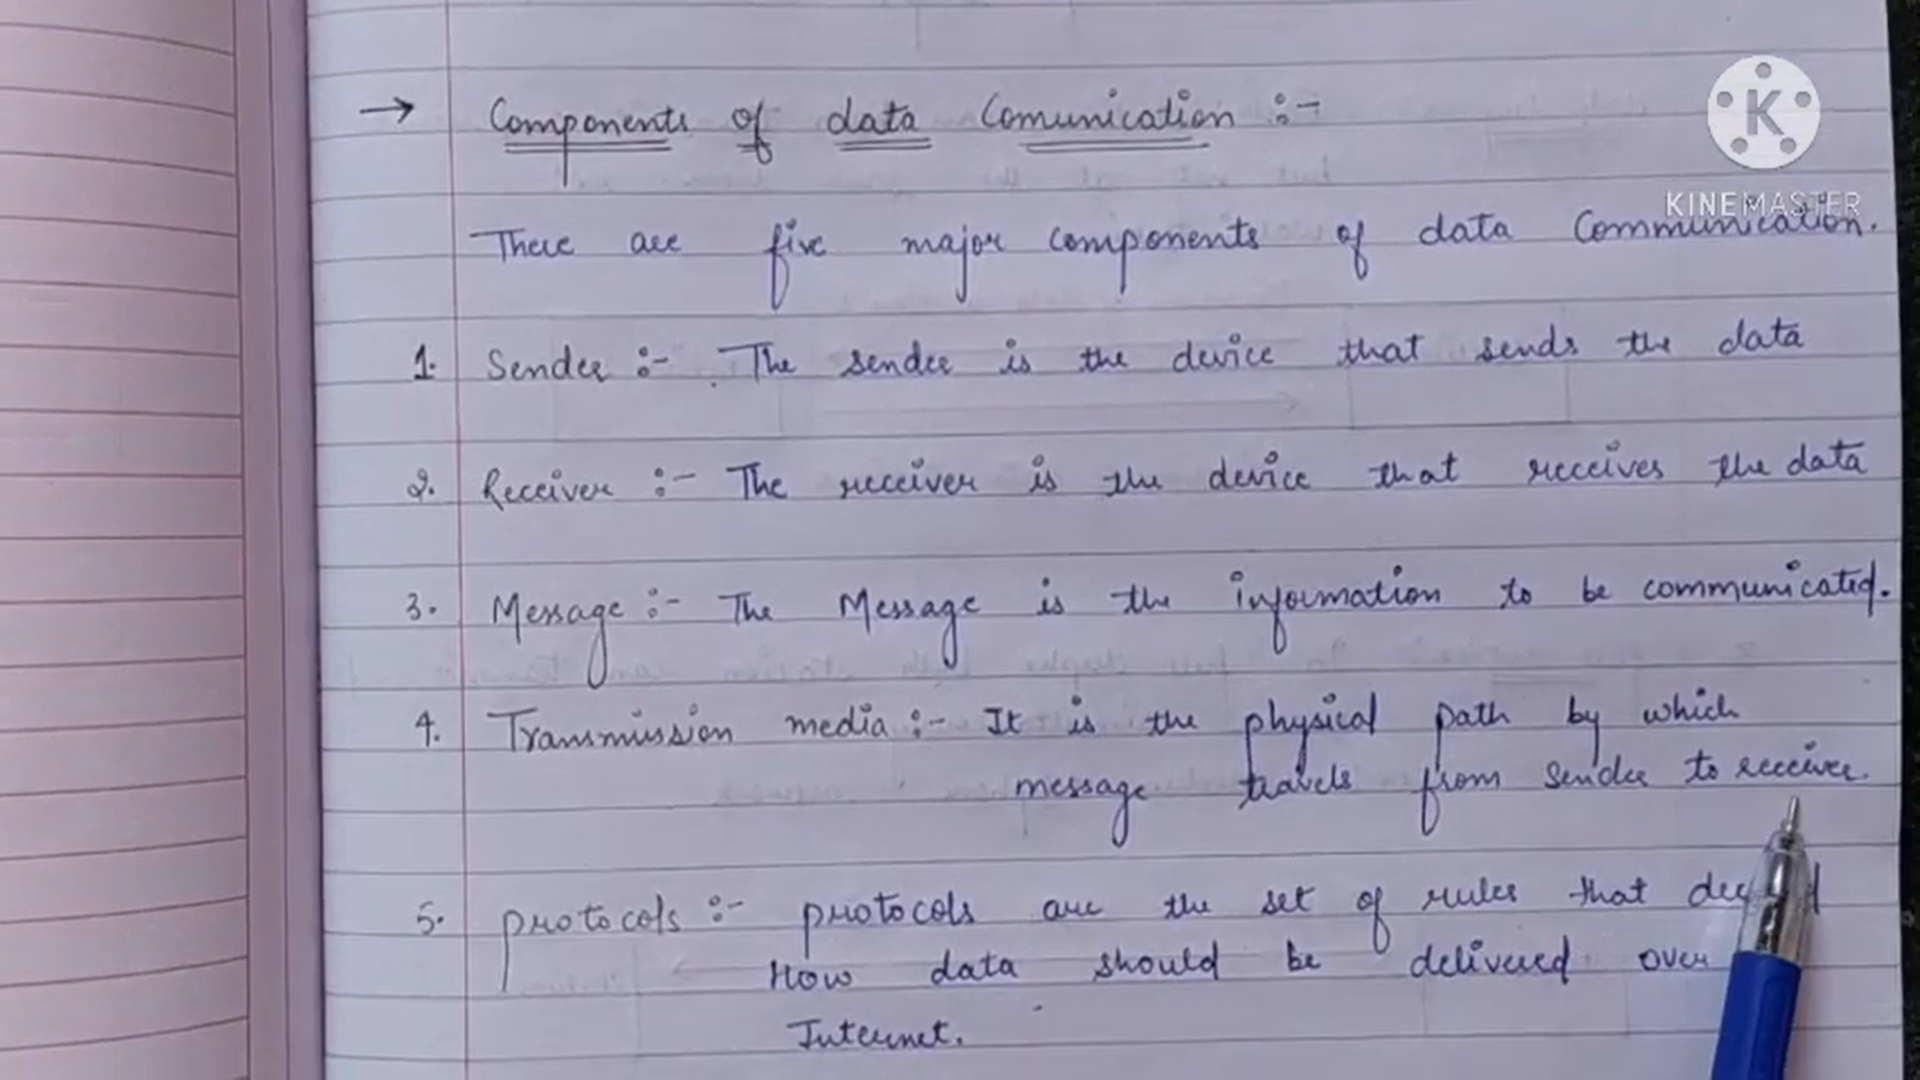 → Components of data Comunication :-
K
KINEMASTER
There are five major components of data Communication.
1. Sender :- The sender is the device that sends the data
2. Receiver :- The receiver is the device that receives the data
3. Message :- The Message is the information to be communicated.
4. Transmission media :- It is the physical path by which
message travels from sender to receiver.
5. protocols :- protocols are the set of rules that
How data should be delivered over
Internet.